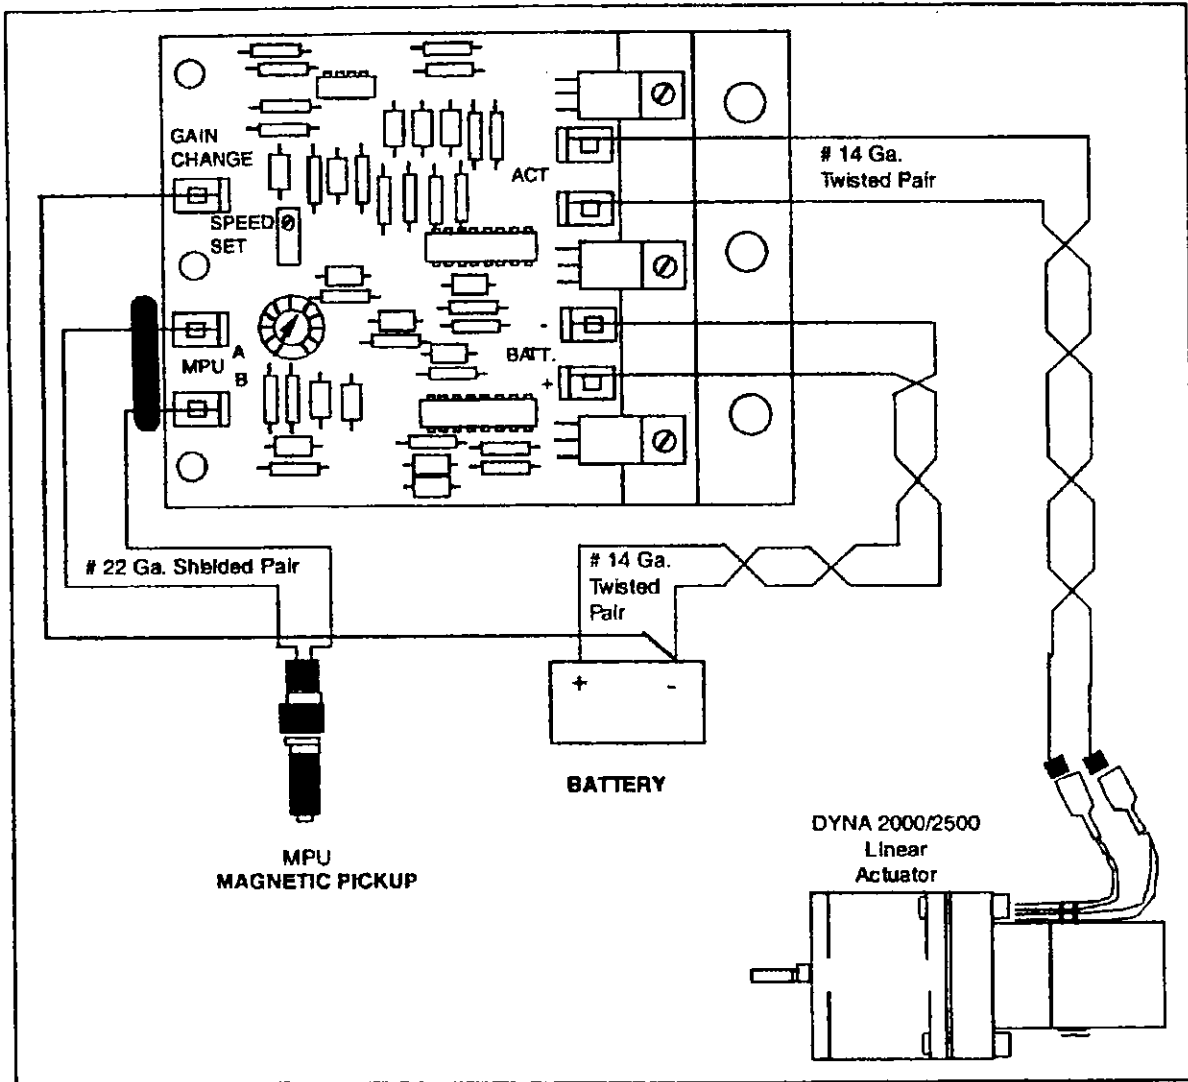 GAIN
CHANGE
SPEED
SET
ACT
# 14 Ga.
Twisted Pair
MPU
A
B
-
BATT.
+
# 22 Ga. Shielded Pair
# 14 Ga.
Twisted
Pair
+ -
BATTERY
MPU
MAGNETIC PICKUP
DYNA 2000/2500
Linear
Actuator